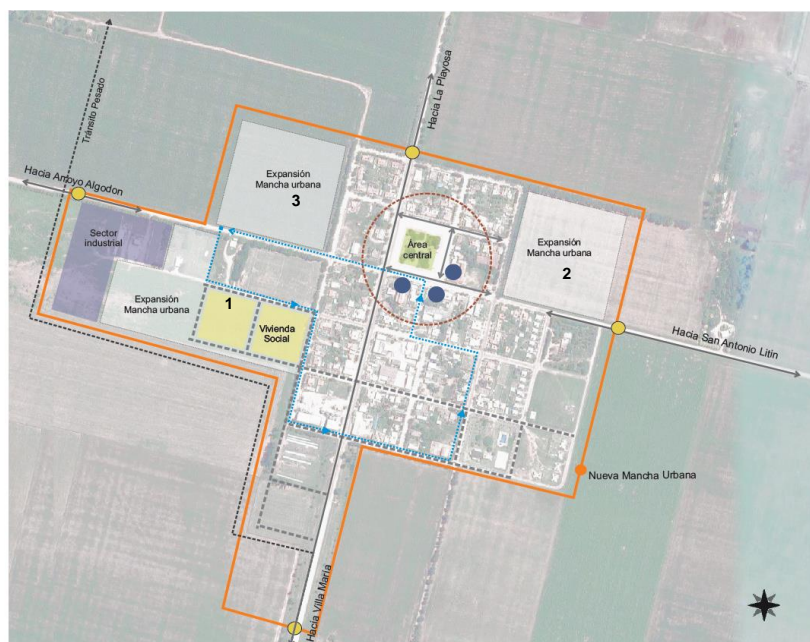 Hacia La Playosa
Tránsito Pesado
Hacia Arroyo Algodon
Expansión
Mancha urbana
3
Sector
industrial
Área
central
Expansión
Mancha urbana
2
Expansión
Mancha urbana
1
Vivienda
Social
Hacia San Antonio Litín
Nueva Mancha Urbana
Hacia Villa María